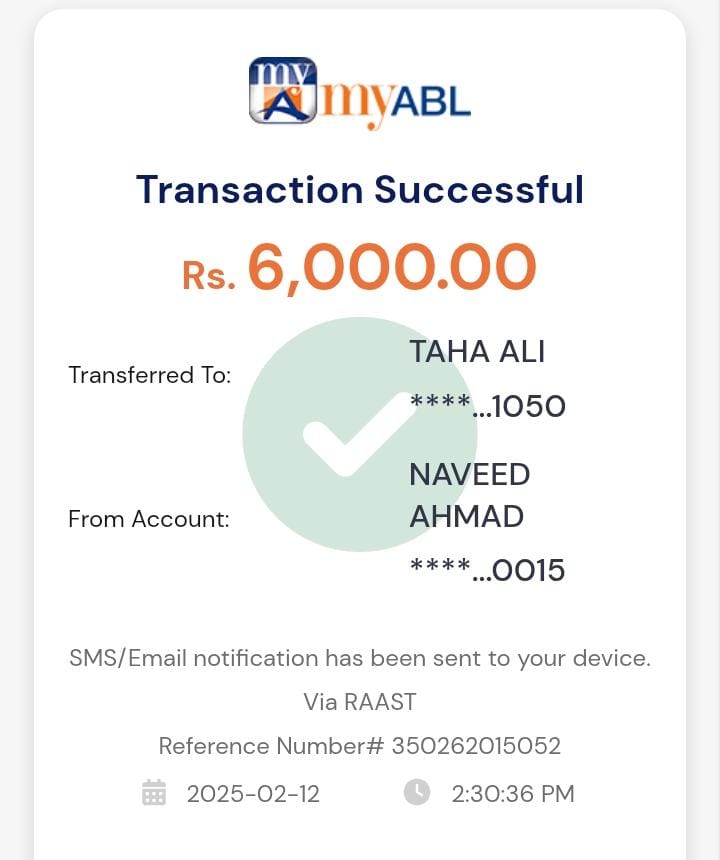 my myABL
Transaction Successful
Rs. 6,000.00
Transferred To:
TAHA ALI
****...1050
From Account:
NAVEED
AHMAD
****...0015
SMS/Email notification has been sent to your device.
Via RAAST
Reference Number# 350262015052
2025-02-12 2:30:36 PM